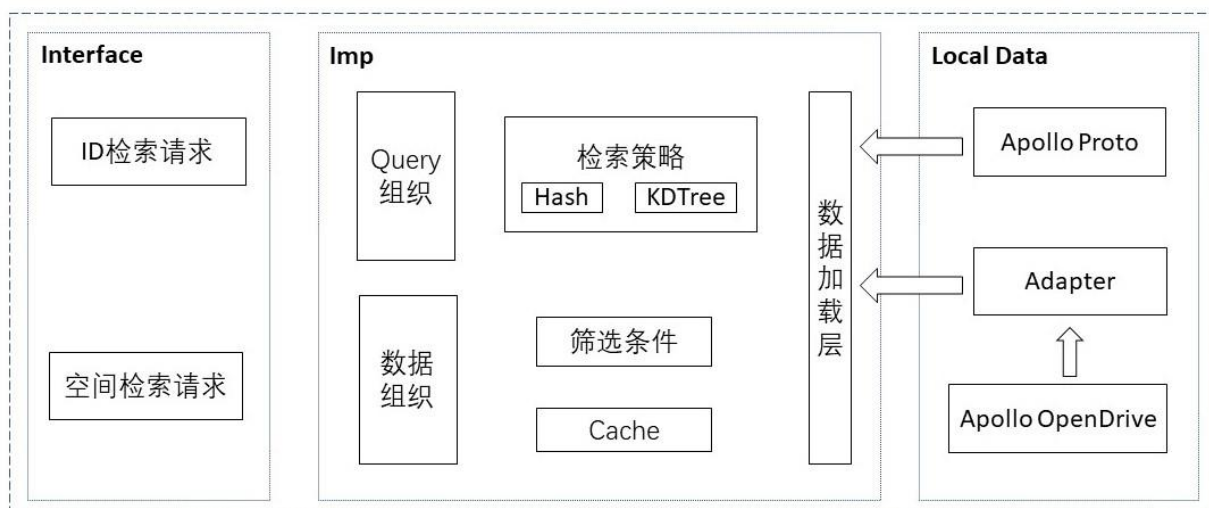 Interface
ID检索请求
空间检索请求
Imp
Query
组织
数据
组织
检索策略
Hash
KDTree
筛选条件
Cache
数
据
加
载
层
Local Data
Apollo Proto
Adapter
Apollo OpenDrive